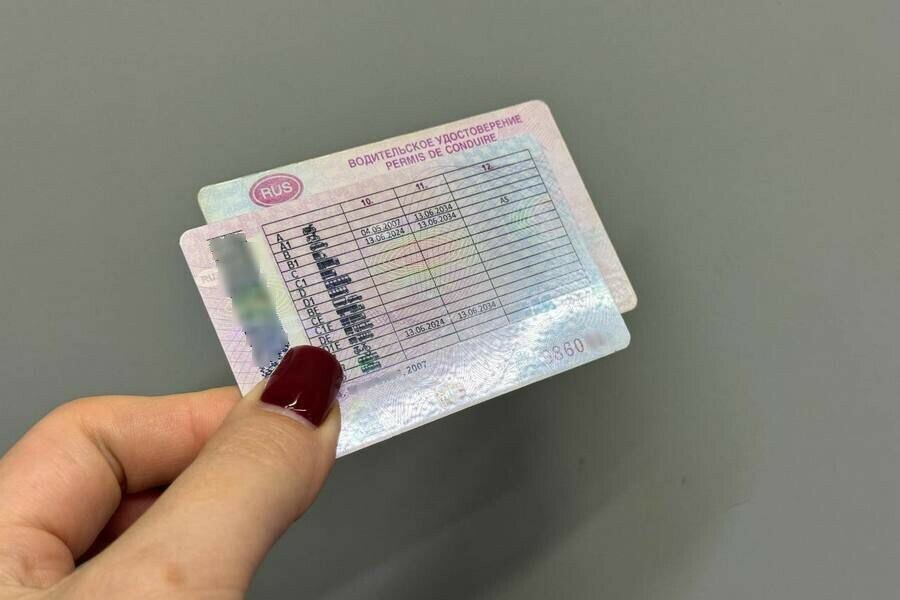 ВОДИТЕЛЬСКОЕ УДОСТОВЕРЕНИЕ
PERMIS DE CONDUIRE
RUS
10. 11. 12.
A
A1
B 04.05.2007 13.06.2034
B1 13.06.2024 13.06.2034 AS
C
C1
D
D1
BE
CE
C1E
DE
D1E
13.06.2024 13.06.2034
2007
9860